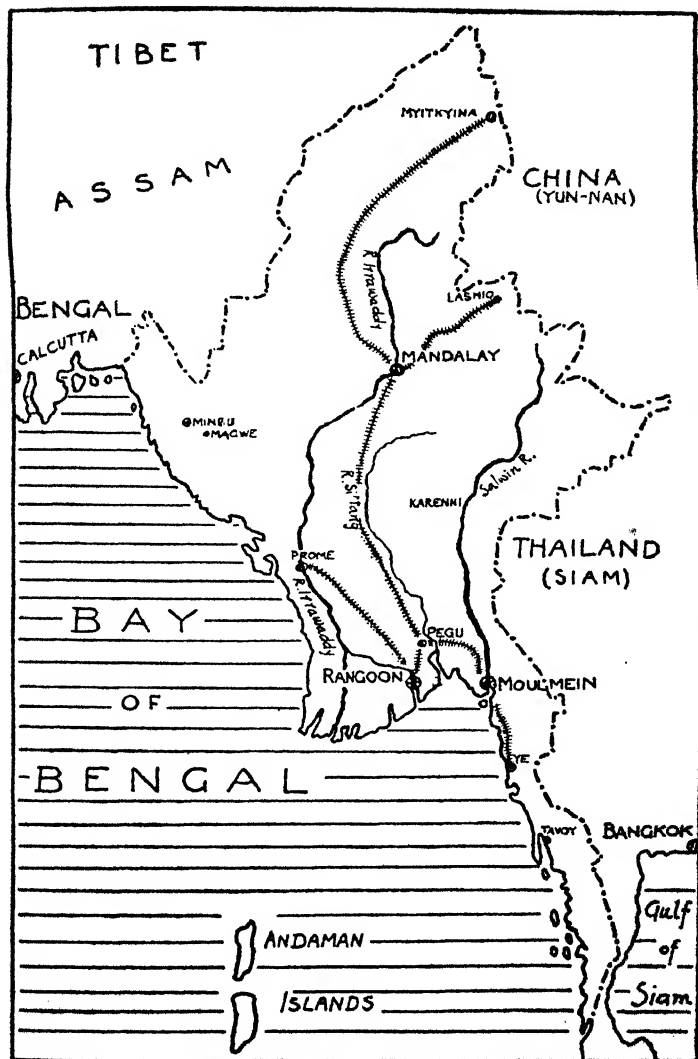 TIBET
MYITKYINA
ASSAM
CHINA
(YUN-NAN)
R. Irrawaddy
LASHIO
BENGAL
CALCUTTA
MANDALAY
MINBU
MAGWE
R. Sittang
Salwin R.
KARENNI
THAILAND
(SIAM)
PROME
R. Irrawaddy
BAY
PEGU
RANGOON
MOULMEIN
OF
YE
BENGAL
TAVOY
BANGKOK
Gulf
of
Siam
ANDAMAN
ISLANDS